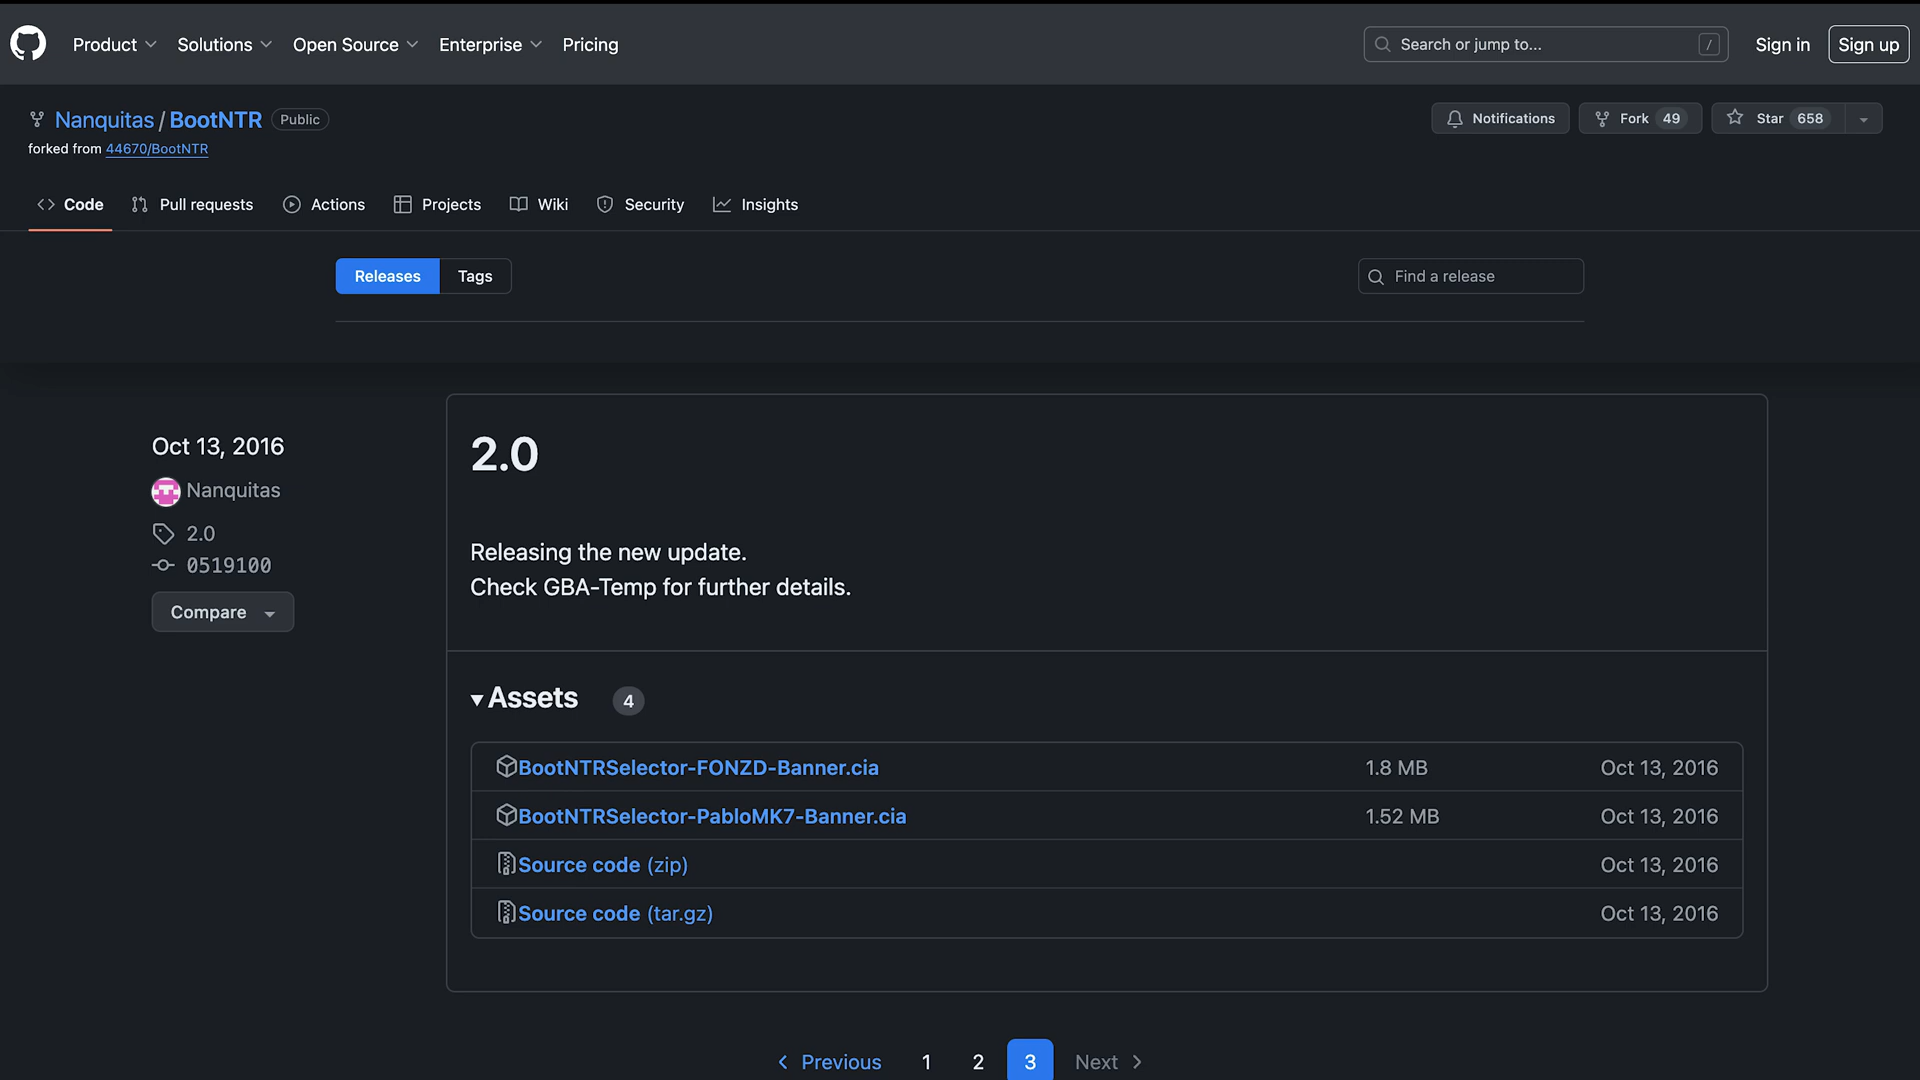 Product Solutions Open Source Enterprise Pricing Search or jump to... / Sign in Sign up
Nanquitas / BootNTR Public Notifications Fork 49 Star 658
forked from 44670/BootNTR
Code Pull requests Actions Projects Wiki Security Insights
Releases Tags Find a release
Oct 13, 2016
Nanquitas
2.0
0519100
Compare
2.0
Releasing the new update.
Check GBA-Temp for further details.
Assets 4
BootNTRSelector-FONZD-Banner.cia 1.8 MB Oct 13, 2016
BootNTRSelector-PabloMK7-Banner.cia 1.52 MB Oct 13, 2016
Source code (zip) Oct 13, 2016
Source code (tar.gz) Oct 13, 2016
Previous 1 2 3 Next